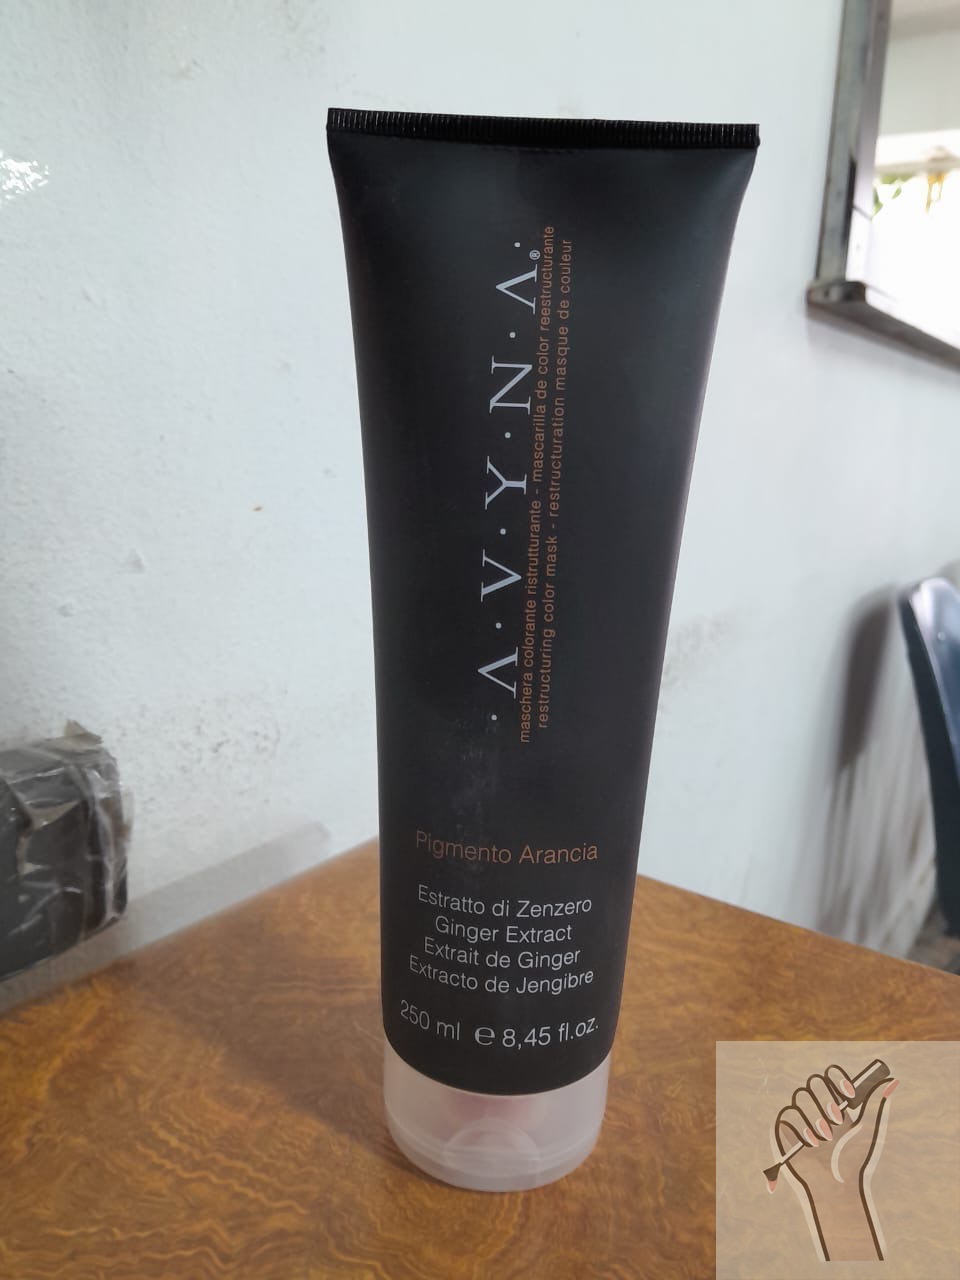 ·A·V·Y·N·A·®
maschera colorante ristrutturante - mascarilla de color reestructurante
restructuring color mask - restructuration masque de couleur
Pigmento Arancia
Estratto di Zenzero
Ginger Extract
Extrait de Ginger
Extracto de Jengibre
250 ml e 8,45 fl.oz.